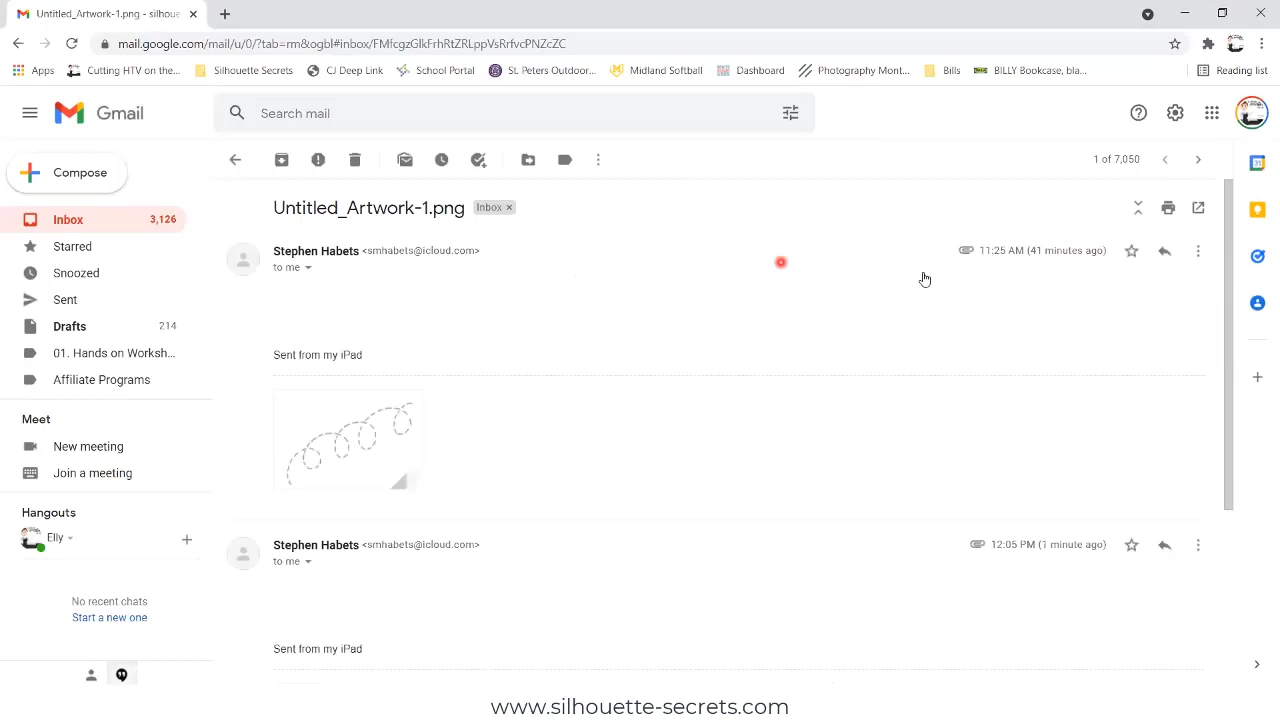 Untitled_Artwork-1.png - silhoue
mail.google.com/mail/u/0/?tab=rm&ogbl#inbox/FMfcgzGlkFrhRtZRLppVsRrfvcPNZcZC
Apps Cutting HTV on the... Silhouette Secrets CJ Deep Link School Portal St. Peters Outdoor... Midland Softball Dashboard Photography Mont... Bills BILLY Bookcase, bla... Reading list
Gmail Search mail
Compose 1 of 7,050
Untitled_Artwork-1.png Inbox ×
Inbox 3,126
Starred
Stephen Habets <smhabets@icloud.com> 11:25 AM (41 minutes ago)
to me
Snoozed
Sent
Drafts 214
01. Hands on Worksh...
Affiliate Programs
Sent from my iPad
Meet
New meeting
Join a meeting
Hangouts
Elly
No recent chats
Start a new one
Stephen Habets <smhabets@icloud.com> 12:05 PM (1 minute ago)
to me
Sent from my iPad
www.silhouette-secrets.com